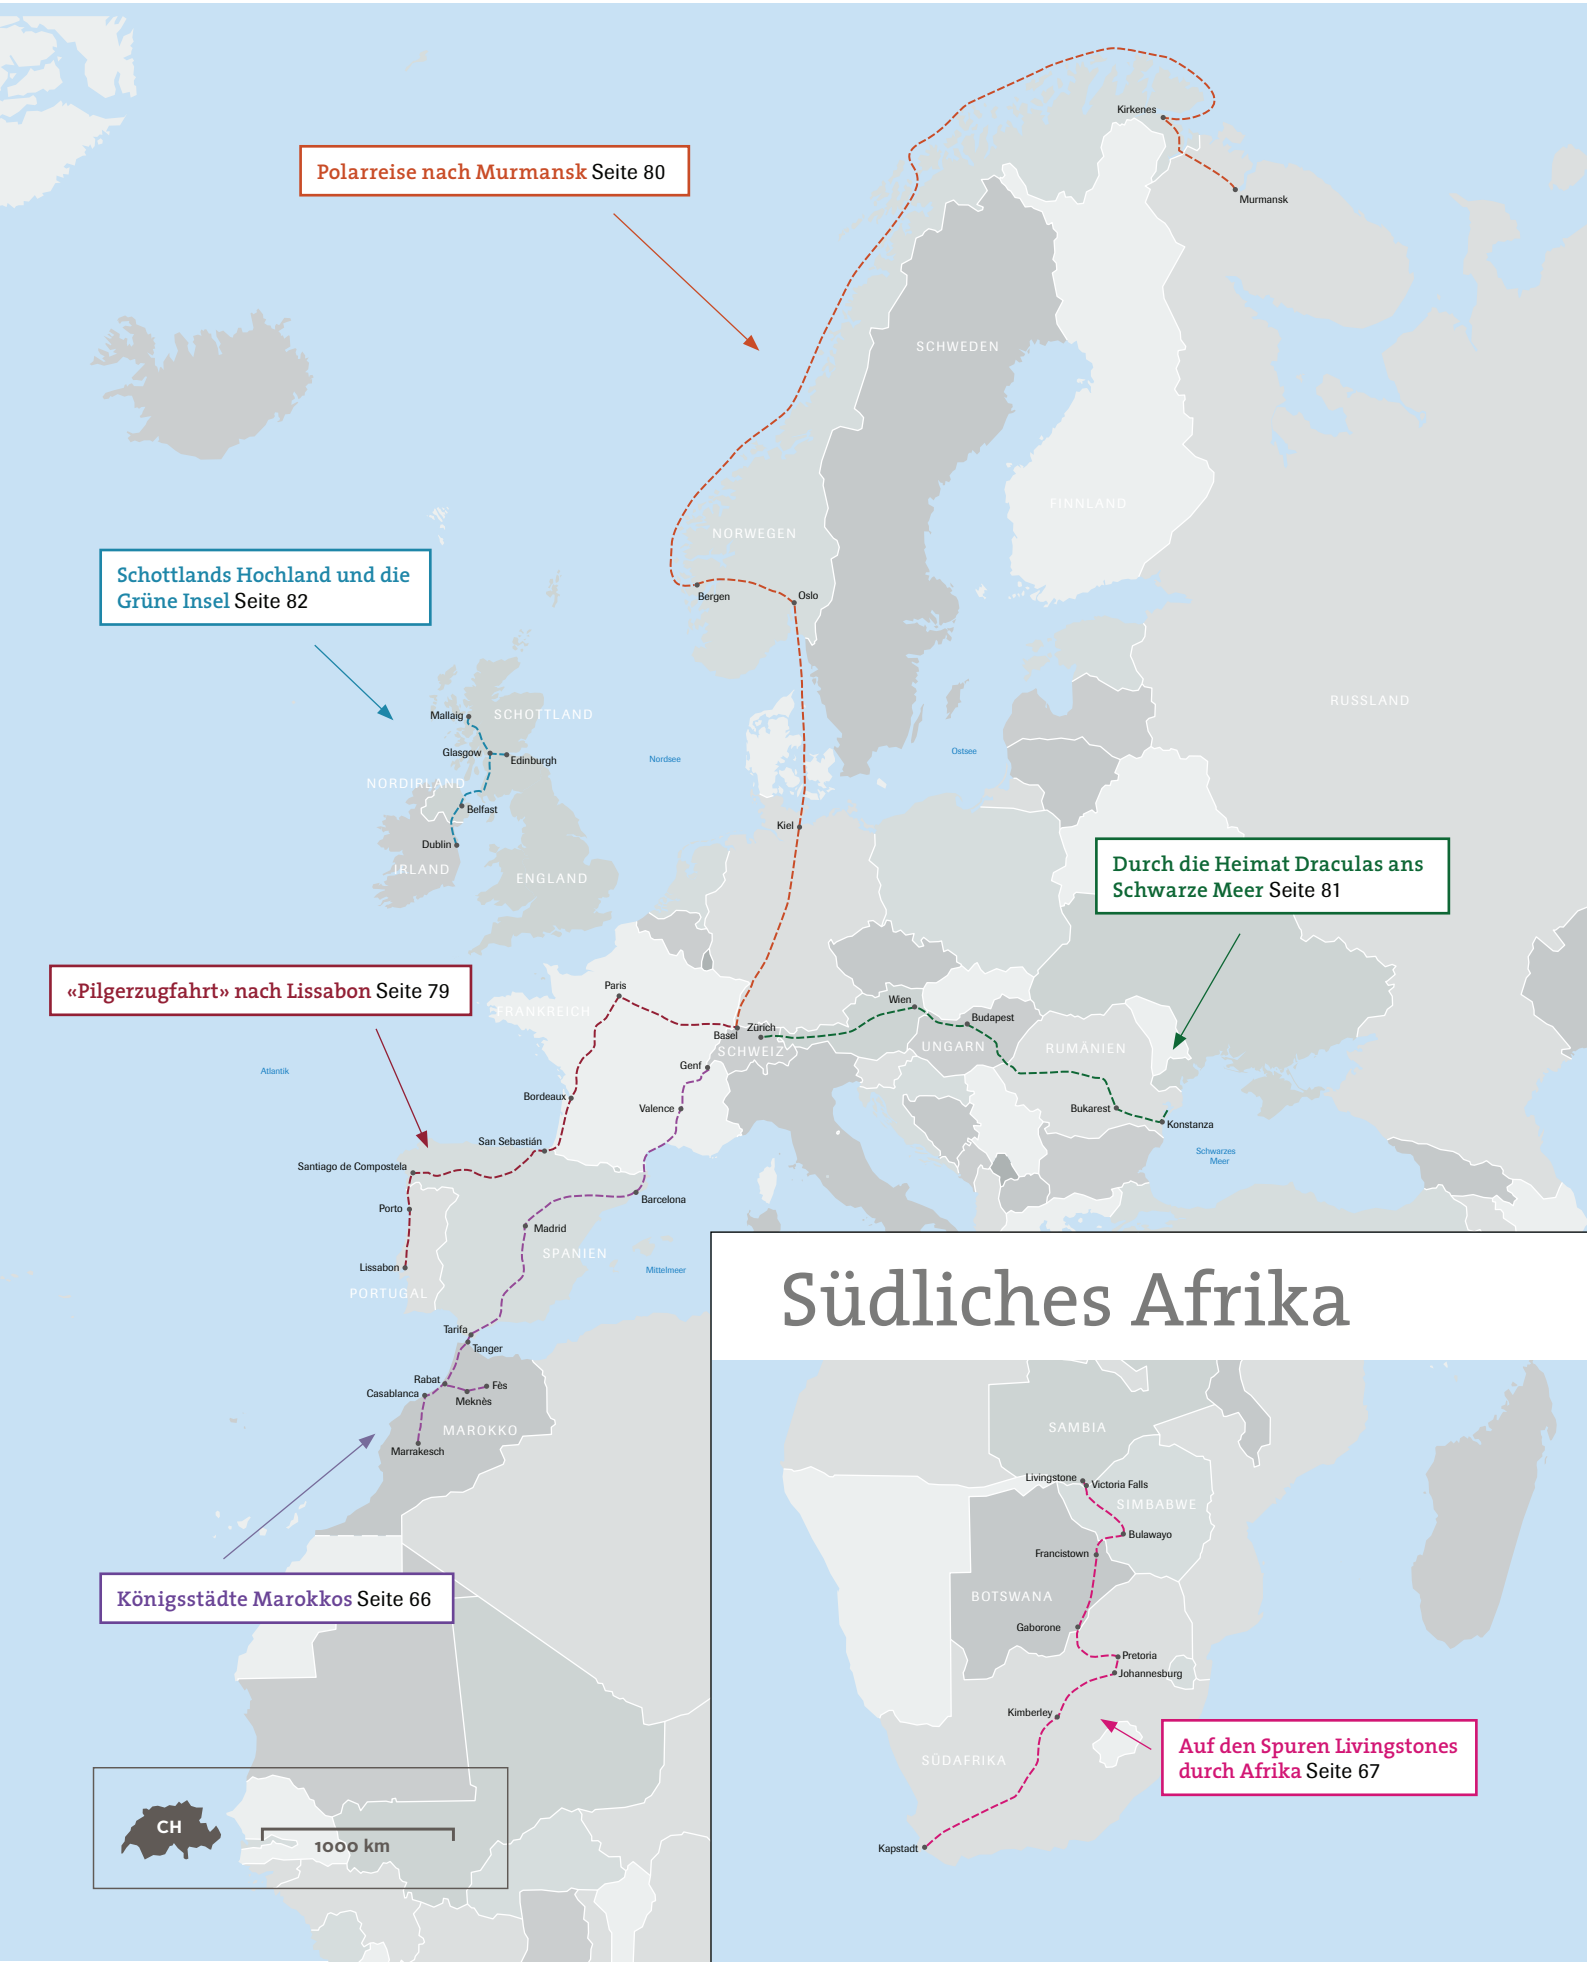 Kirkenes
Polarreise nach Murmansk Seite 80
Murmansk
SCHWEDEN
FINNLAND
NORWEGEN
Schottlands Hochland und die
Grüne Insel Seite 82
Bergen
Oslo
RUSSLAND
Mallaig
SCHOTTLAND
Glasgow
Edinburgh
Nordsee
Ostsee
NORDIRLAND
Belfast
Kiel
Dublin
IRLAND
ENGLAND
Durch die Heimat Draculas ans
Schwarze Meer Seite 81
«Pilgerzugfahrt» nach Lissabon Seite 79
Paris
FRANKREICH
Wien
Budapest
Basel
Zürich
SCHWEIZ
UNGARN
RUMÄNIEN
Genf
Atlantik
Bordeaux
Valence
Bukarest
Konstanza
San Sebastián
Schwarzes
Meer
Santiago de Compostela
Barcelona
Porto
Madrid
SPANIEN
Lissabon
Mittelmeer
PORTUGAL
Südliches Afrika
Tarifa
Tanger
Rabat
Fès
Casablanca
Meknès
MAROKKO
Marrakesch
SAMBIA
Livingstone
Victoria Falls
SIMBABWE
Bulawayo
Francistown
Königsstädte Marokkos Seite 66
BOTSWANA
Gaborone
Pretoria
Johannesburg
Kimberley
SÜDAFRIKA
Auf den Spuren Livingstones
durch Afrika Seite 67
CH
1000 km
Kapstadt